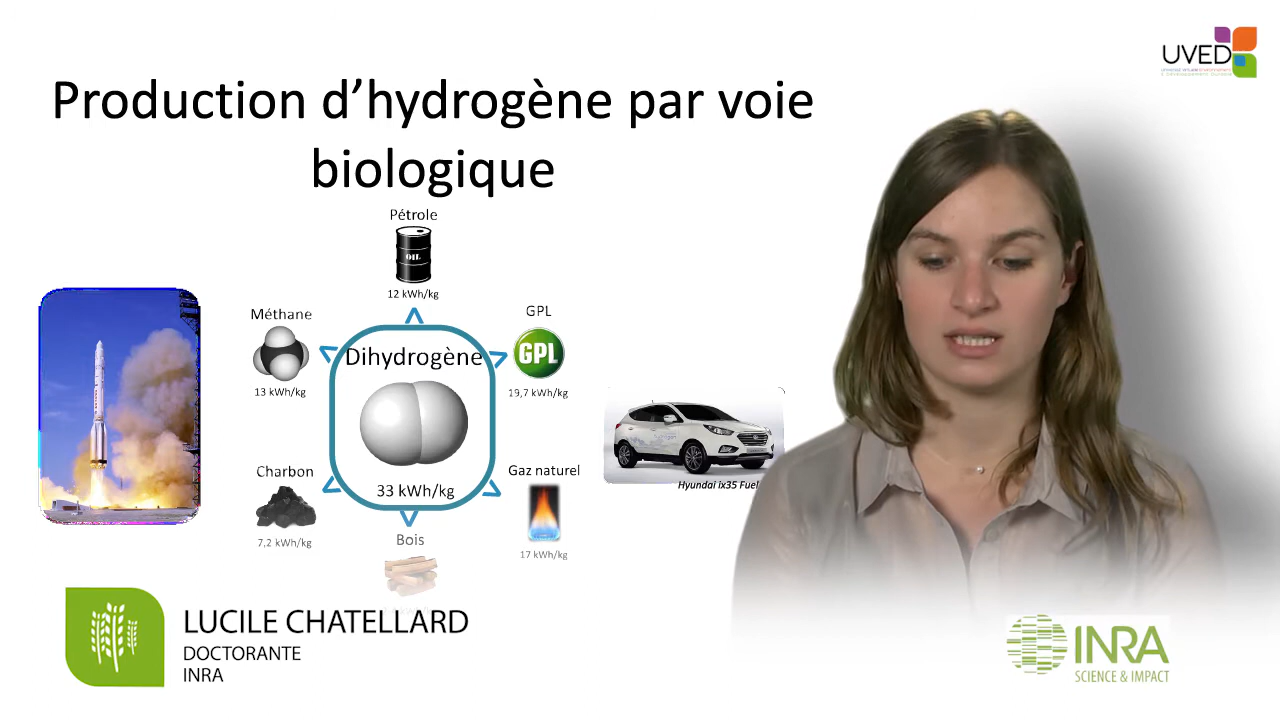 UVED
Production d’hydrogène par voie
biologique
Pétrole
OIL
12 kWh/kg
Méthane
13 kWh/kg
GPL
GPL
19,7 kWh/kg
Dihydrogène
33 kWh/kg
Charbon
7,2 kWh/kg
Gaz naturel
17 kWh/kg
Bois
Hyundai ix35 Fuel
LUCILE CHATELLARD
DOCTORANTE
INRA
INRA
SCIENCE & IMPACT